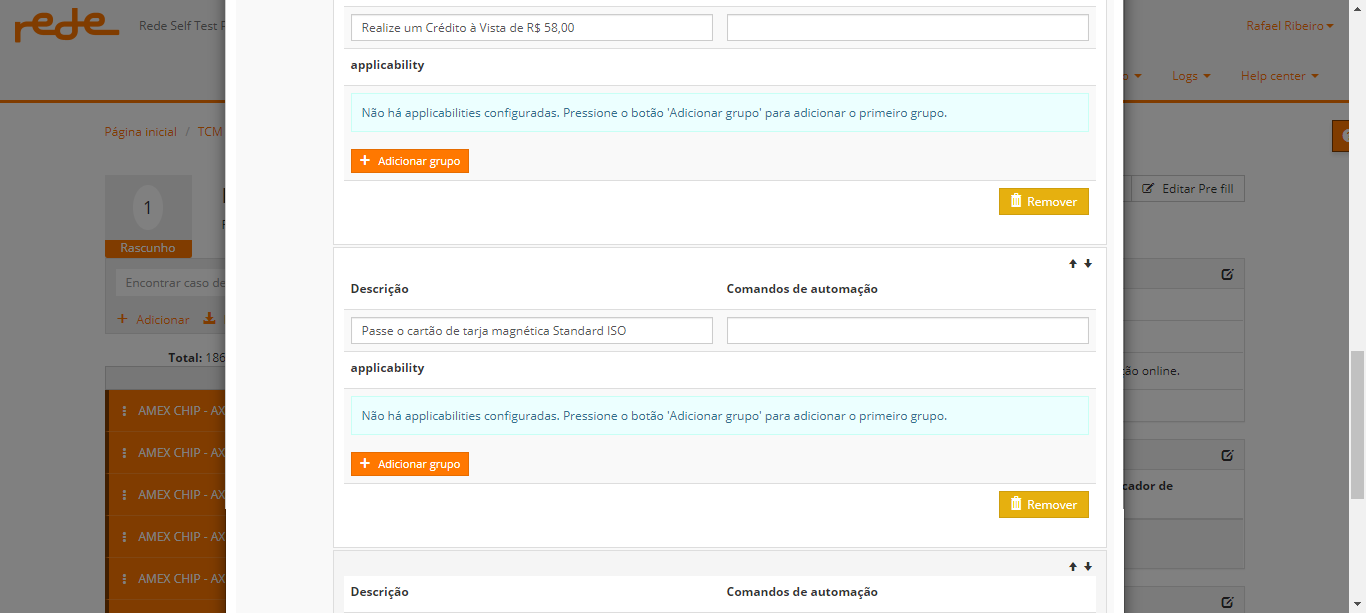 rede
Rede Self Test
Rafael Ribeiro
Logs
Help center
Página inicial / TCM
1
Rascunho
Editar Pre fill
Encontrar caso de
Adicionar
Total: 186
AMEX CHIP - AX
AMEX CHIP - AX
AMEX CHIP - AX
AMEX CHIP - AX
AMEX CHIP - AX
Realize um Crédito à Vista de R$ 58,00
applicability
Não há applicabilities configuradas. Pressione o botão 'Adicionar grupo' para adicionar o primeiro grupo.
+ Adicionar grupo
Remover
Descrição Comandos de automação
Passe o cartão de tarja magnética Standard ISO
applicability
Não há applicabilities configuradas. Pressione o botão 'Adicionar grupo' para adicionar o primeiro grupo.
+ Adicionar grupo
Remover
Descrição Comandos de automação
ção online.
cador de